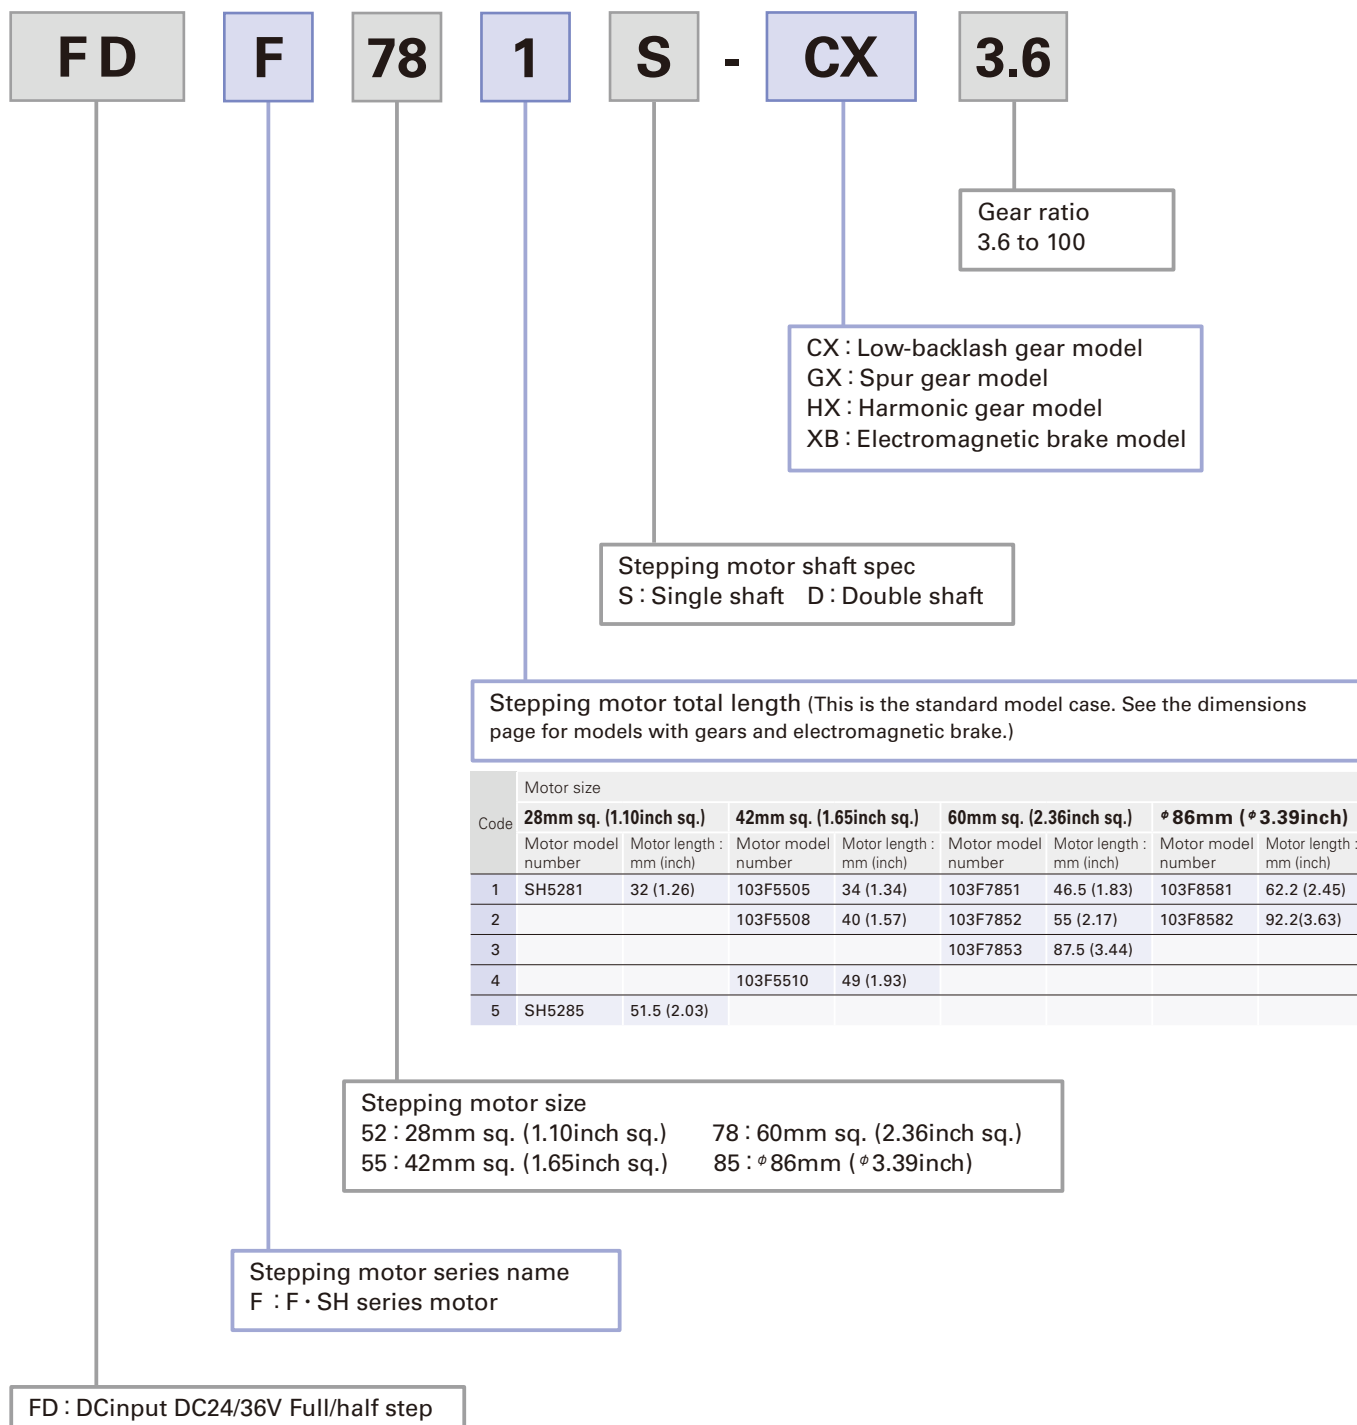 FD F 78 1 S - CX 3.6
Gear ratio
3.6 to 100
CX : Low-backlash gear model
GX : Spur gear model
HX : Harmonic gear model
XB : Electromagnetic brake model
Stepping motor shaft spec
S : Single shaft D : Double shaft
Stepping motor total length (This is the standard model case. See the dimensions
page for models with gears and electromagnetic brake.)
Code Motor size
28mm sq. (1.10inch sq.) 42mm sq. (1.65inch sq.) 60mm sq. (2.36inch sq.) φ86mm (φ3.39inch)
Motor model Motor length : Motor model Motor length : Motor model Motor length : Motor model Motor length :
number mm (inch) number mm (inch) number mm (inch) number mm (inch)
1 SH5281 32 (1.26) 103F5505 34 (1.34) 103F7851 46.5 (1.83) 103F8581 62.2 (2.45)
2 103F5508 40 (1.57) 103F7852 55 (2.17) 103F8582 92.2(3.63)
3 103F7853 87.5 (3.44)
4 103F5510 49 (1.93)
5 SH5285 51.5 (2.03)
Stepping motor size
52 : 28mm sq. (1.10inch sq.) 78 : 60mm sq. (2.36inch sq.)
55 : 42mm sq. (1.65inch sq.) 85 : φ86mm (φ3.39inch)
Stepping motor series name
F : F・SH series motor
FD : DCinput DC24/36V Full/half step